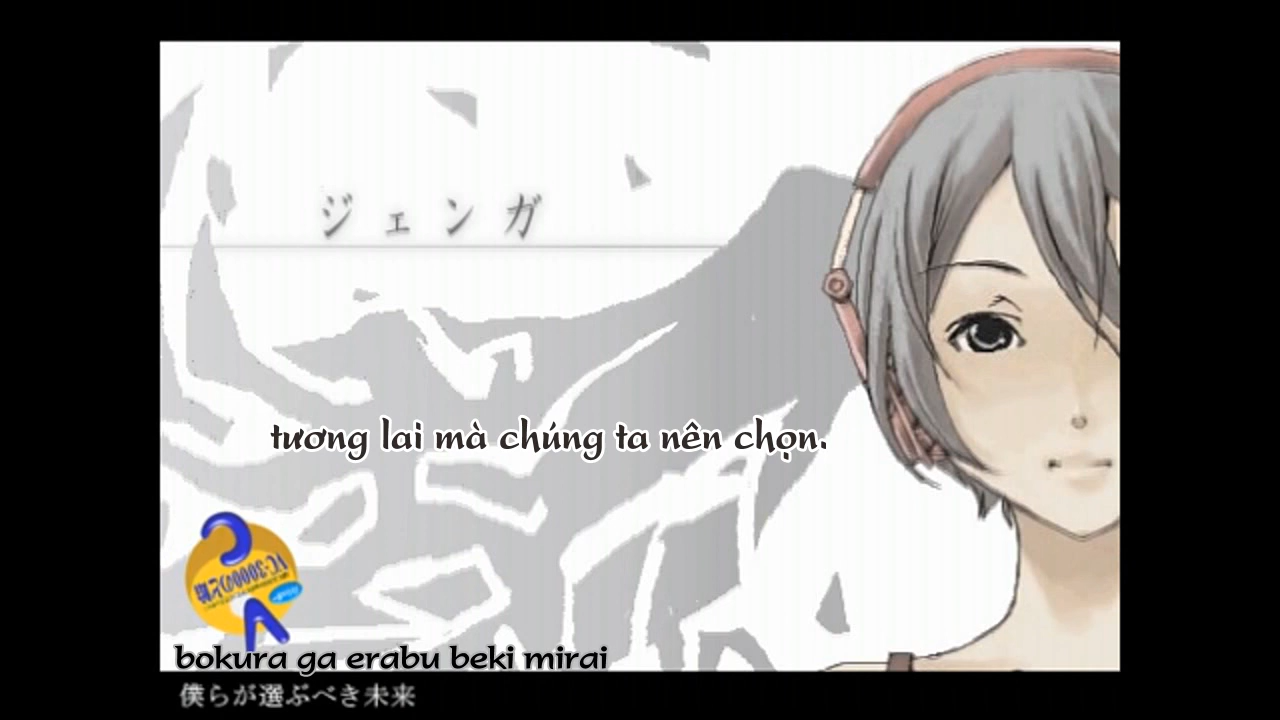 ジェンガ
tương lai mà chúng ta nên chọn.
bokura ga erabu beki mirai
僕らが選ぶべき未来